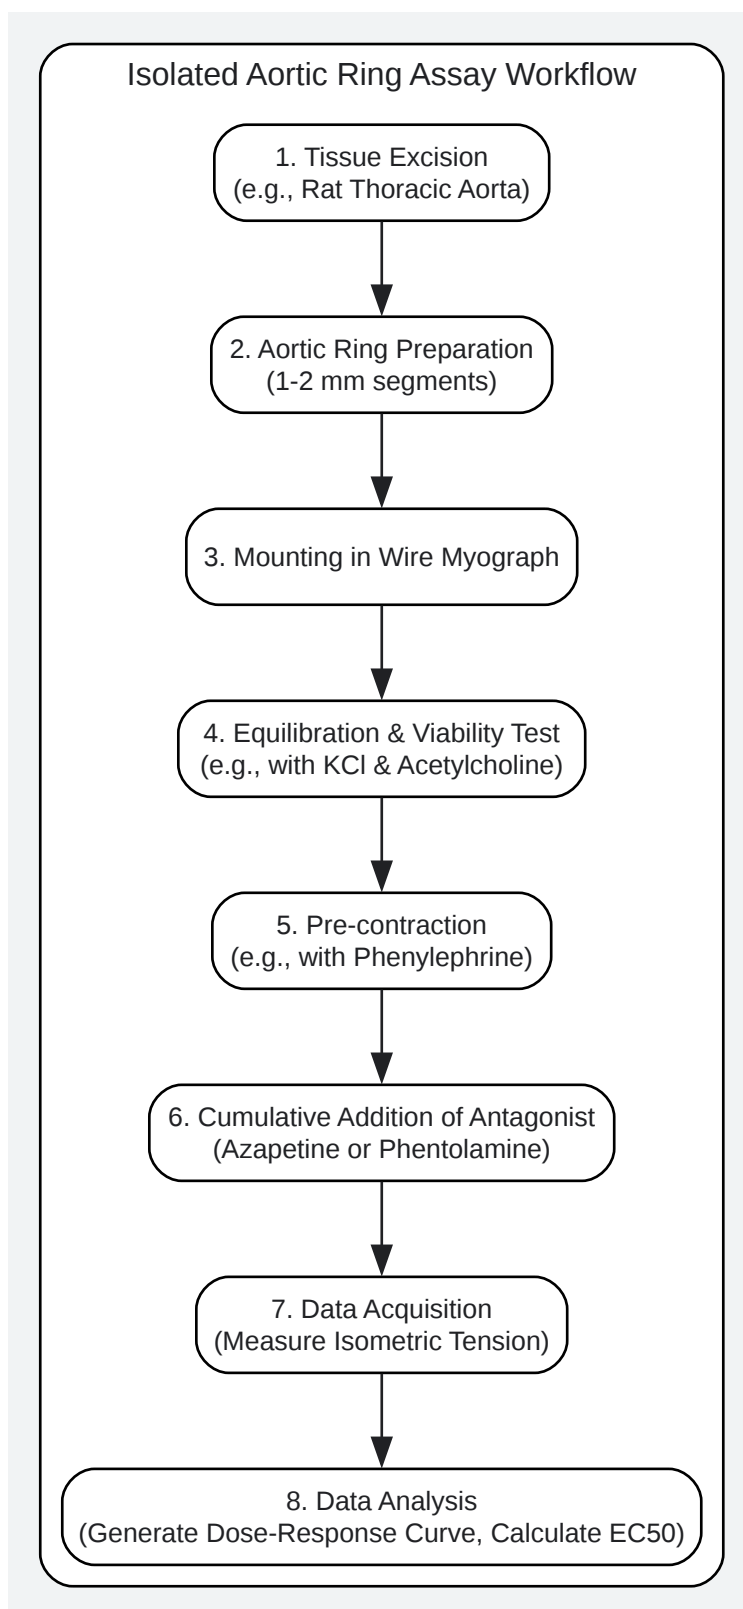 Isolated Aortic Ring Assay Workflow
1. Tissue Excision
(e.g., Rat Thoracic Aorta)
2. Aortic Ring Preparation
(1-2 mm segments)
3. Mounting in Wire Myograph
4. Equilibration & Viability Test
(e.g., with KCl & Acetylcholine)
5. Pre-contraction
(e.g., with Phenylephrine)
6. Cumulative Addition of Antagonist
(Azapetine or Phentolamine)
7. Data Acquisition
(Measure Isometric Tension)
8. Data Analysis
(Generate Dose-Response Curve, Calculate EC50)